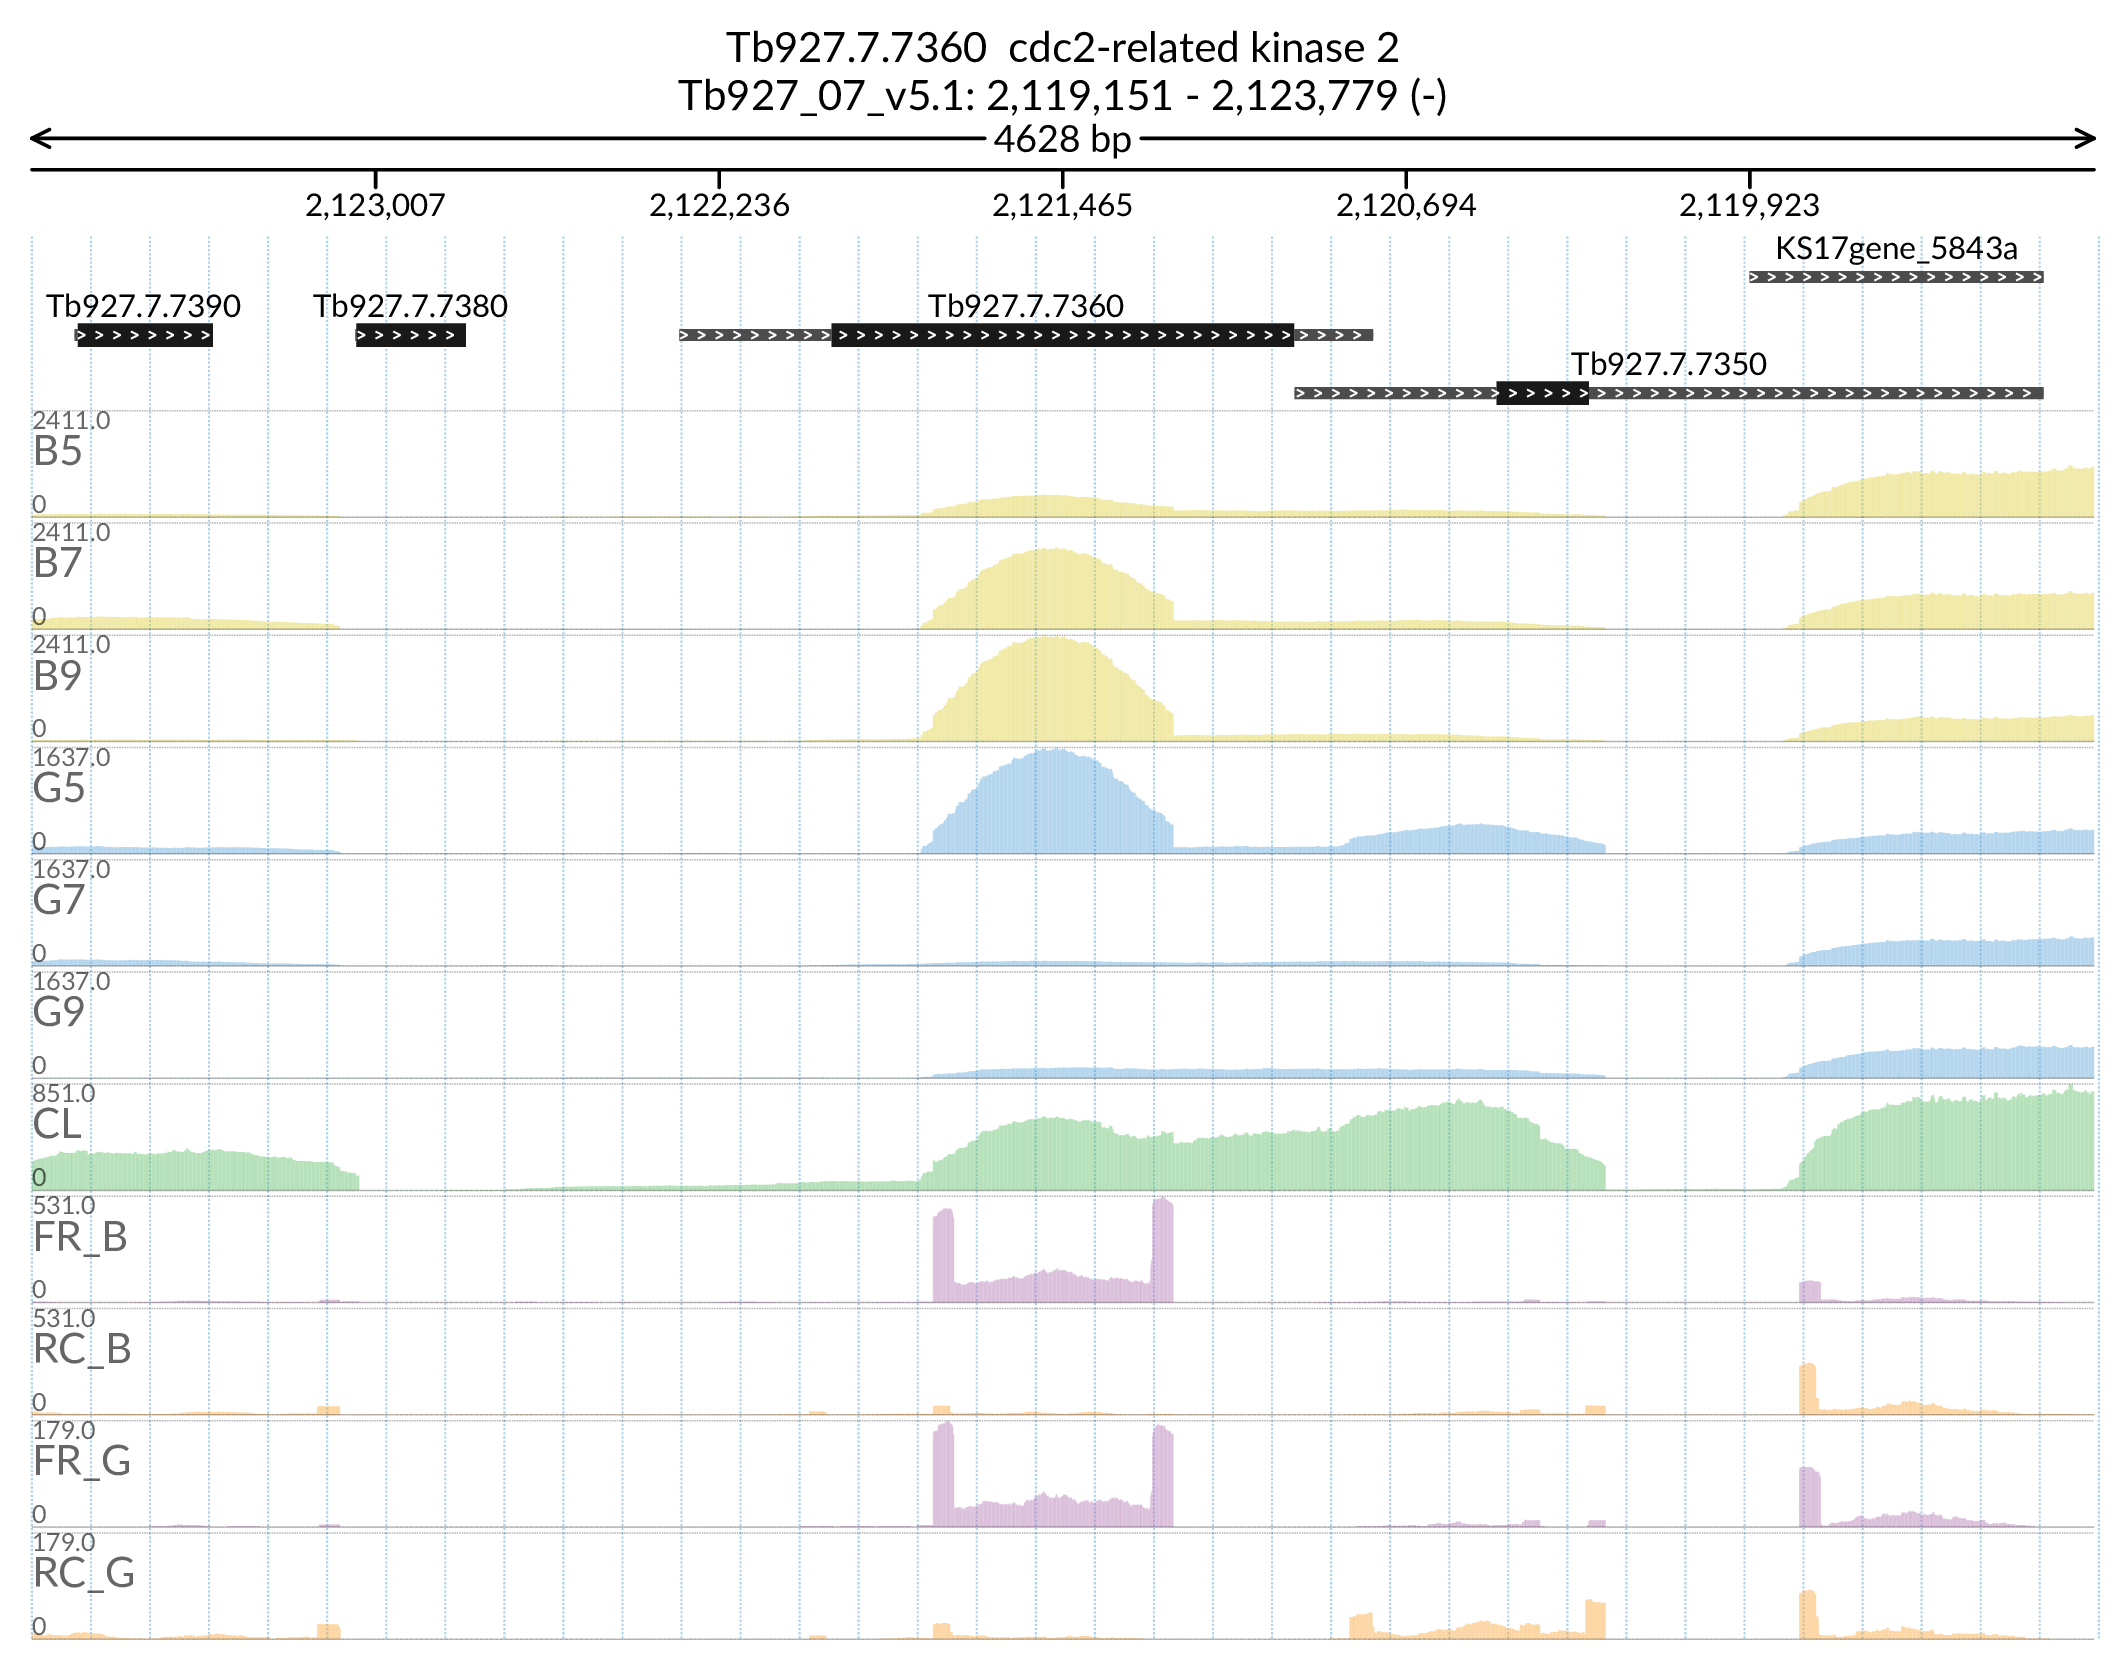 Tb927.7.7360  cdc2-related kinase 2
Tb927_07_v5.1: 2,119,151 - 2,123,779 (-)
4628 bp
2,123,007 2,122,236 2,121,465 2,120,694 2,119,923
KS17gene_5843a
Tb927.7.7390 Tb927.7.7380 Tb927.7.7360
Tb927.7.7350
2411.0
B5
0
2411.0
B7
0
2411.0
B9
0
1637.0
G5
0
1637.0
G7
0
1637.0
G9
0
851.0
CL
0
531.0
FR_B
0
531.0
RC_B
0
179.0
FR_G
0
179.0
RC_G
0